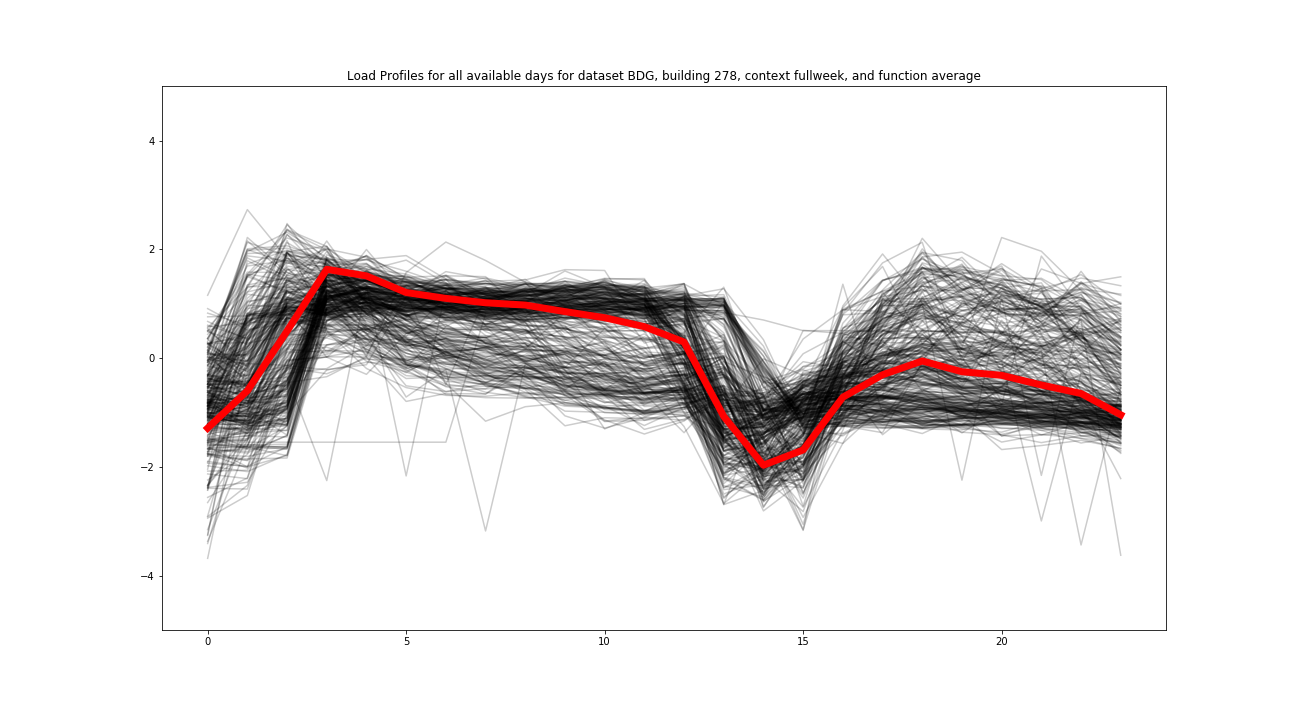 Load Profiles for all available days for dataset BDG, building 278, context fullweek, and function average
4
2
0
−2
−4
0 5 10 15 20